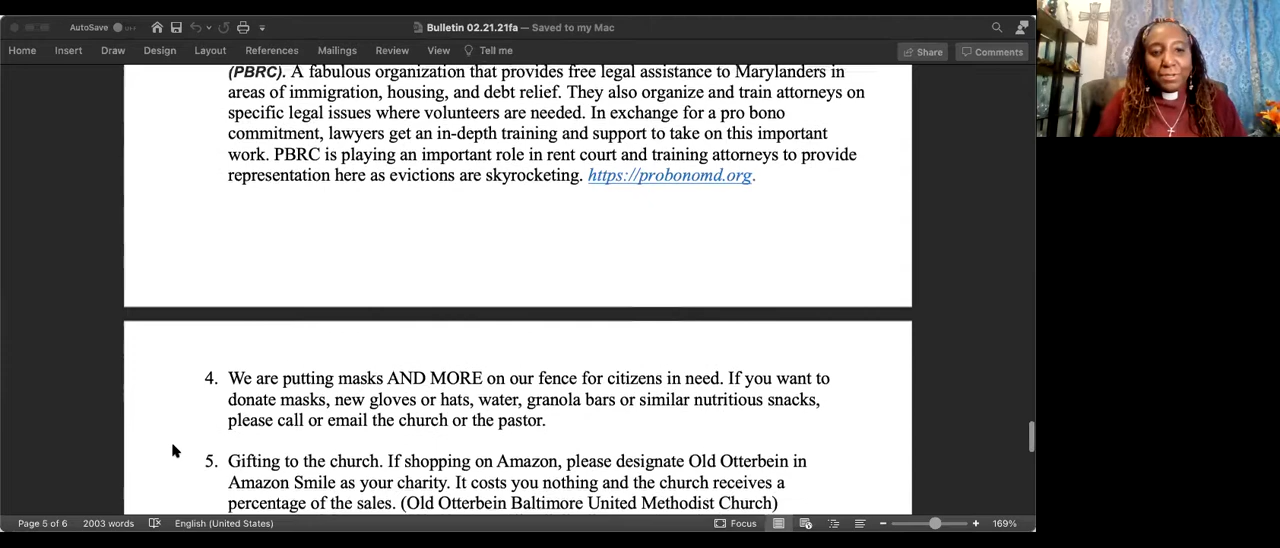 AutoSave OFF
Bulletin 02.21.21fa — Saved to my Mac
Home Insert Draw Design Layout References Mailings Review View Tell me Share Comments
(PBRC). A fabulous organization that provides free legal assistance to Marylanders in
areas of immigration, housing, and debt relief. They also organize and train attorneys on
specific legal issues where volunteers are needed. In exchange for a pro bono
commitment, lawyers get an in-depth training and support to take on this important
work. PBRC is playing an important role in rent court and training attorneys to provide
representation here as evictions are skyrocketing. https://probonomd.org.
4. We are putting masks AND MORE on our fence for citizens in need. If you want to
donate masks, new gloves or hats, water, granola bars or similar nutritious snacks,
please call or email the church or the pastor.
5. Gifting to the church. If shopping on Amazon, please designate Old Otterbein in
Amazon Smile as your charity. It costs you nothing and the church receives a
percentage of the sales. (Old Otterbein Baltimore United Methodist Church)
Page 5 of 6 2003 words English (United States) Focus 169%